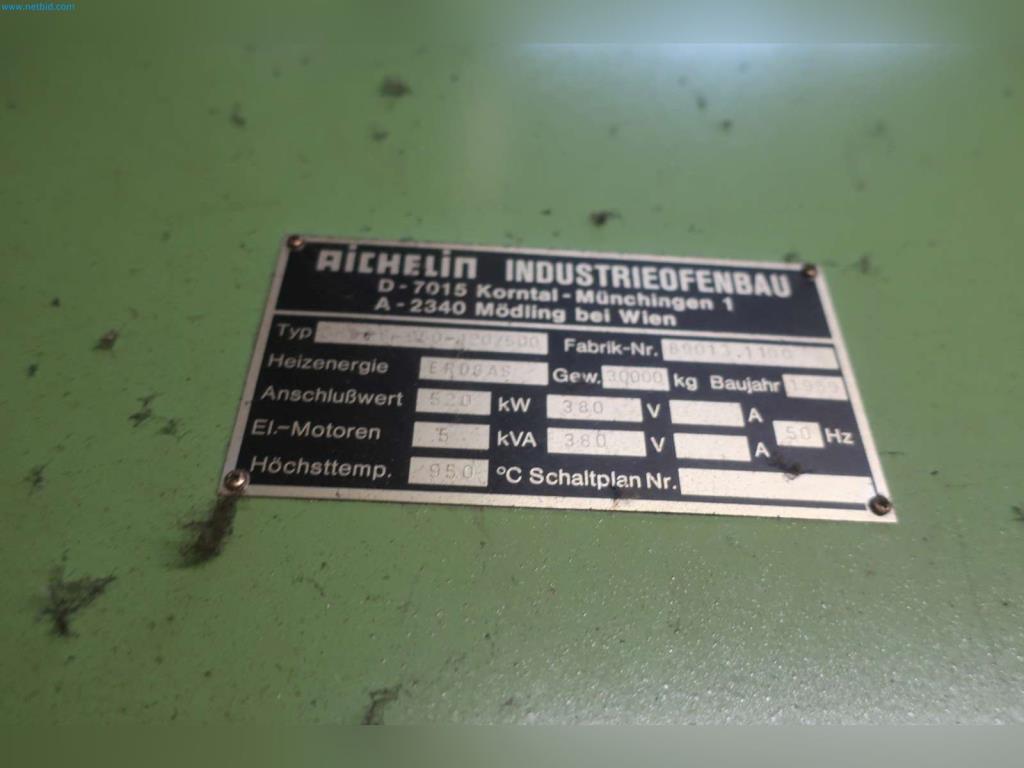 www.netbid.com
AICHELIN INDUSTRIEOFENBAU
D-7015 Korntal-Münchingen 1
A-2340 Mödling bei Wien
Typ Fabrik-Nr.
Heizenergie ERDGAS Gew. 30000 kg Baujahr
Anschlußwert 520 kW 380 V A 50 Hz
El.-Motoren 5 kVA 380 V A
Höchsttemp. 950 °C Schaltplan Nr.